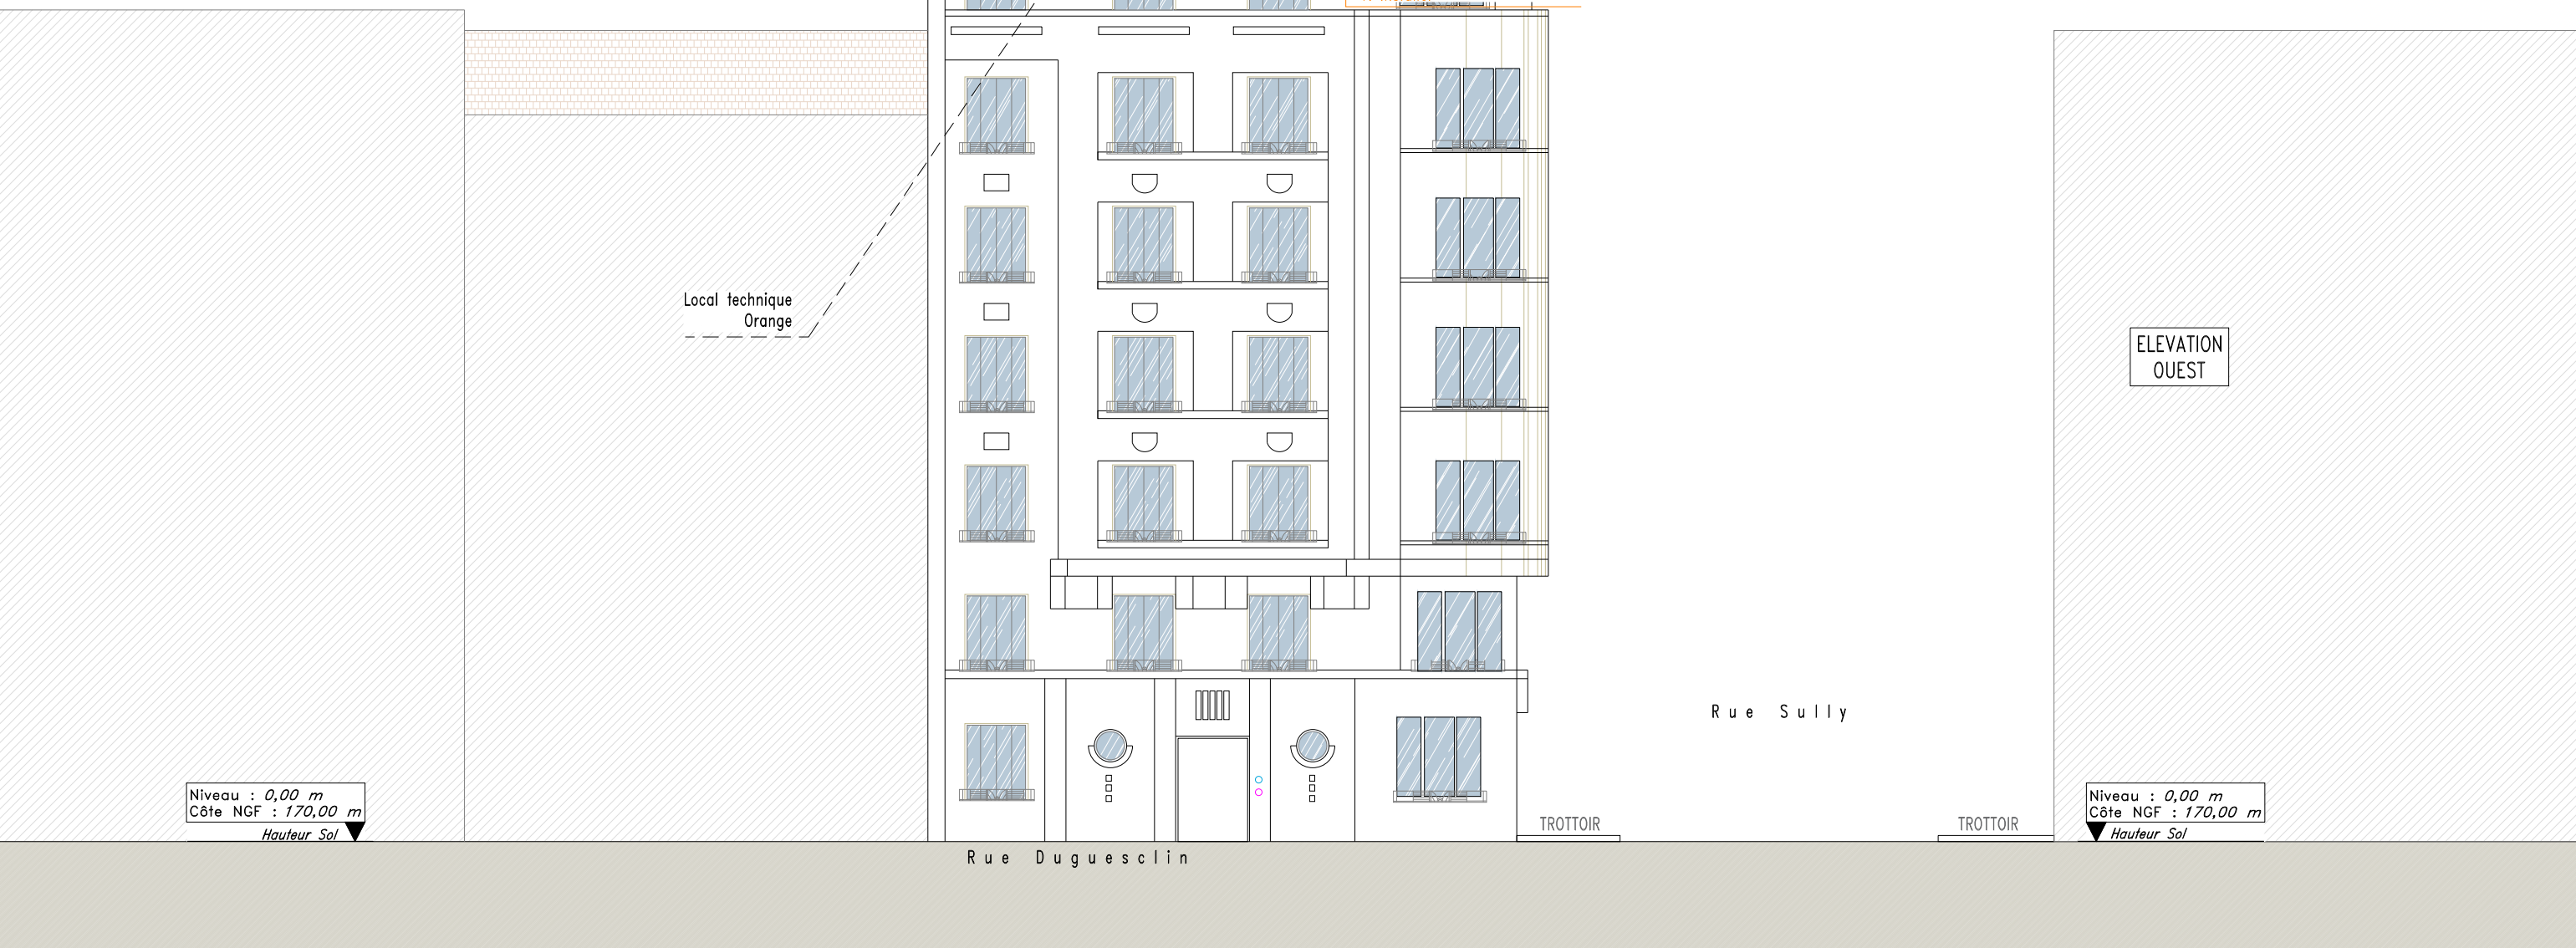 Local technique
Orange
ELEVATION
OUEST
Rue Sully
Niveau : 0,00 m
Côte NGF : 170,00 m
Hauteur Sol
TROTTOIR
TROTTOIR
Niveau : 0,00 m
Côte NGF : 170,00 m
Hauteur Sol
Rue Duguesclin